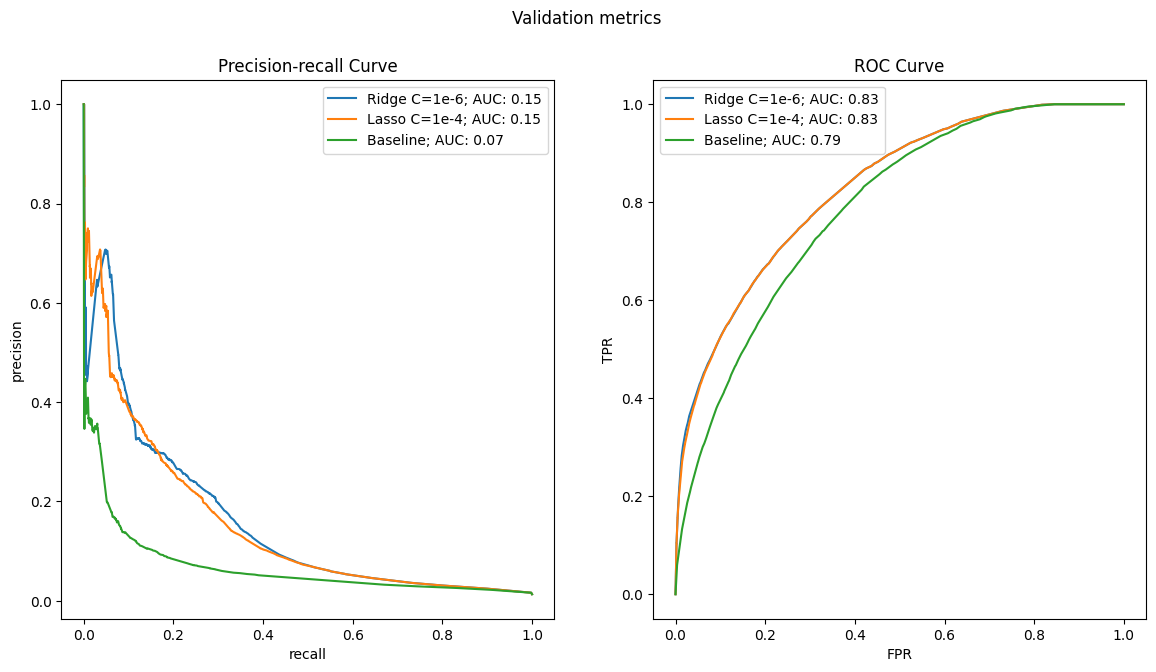 Validation metrics
Precision-recall Curve
Ridge C=1e-6; AUC: 0.15
Lasso C=1e-4; AUC: 0.15
Baseline; AUC: 0.07
1.0
0.8
0.6
0.4
0.2
0.0
precision
0.0 0.2 0.4 0.6 0.8 1.0
recall
ROC Curve
Ridge C=1e-6; AUC: 0.83
Lasso C=1e-4; AUC: 0.83
Baseline; AUC: 0.79
1.0
0.8
0.6
0.4
0.2
0.0
TPR
0.0 0.2 0.4 0.6 0.8 1.0
FPR